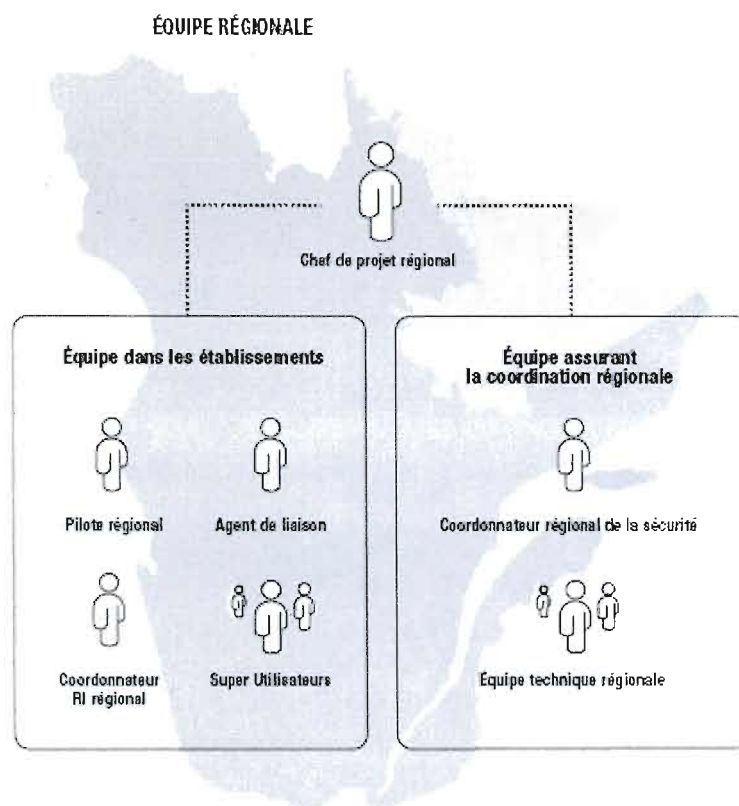 ÉQUIPE RÉGIONALE
Chef de projet régional
Équipe dans les établissements
Pilote régional
Agent de liaison
Coordonnateur
RI régional
Super Utilisateurs
Équipe assurant
la coordination régionale
Coordonnateur régional de la sécurité
Équipe technique régionale